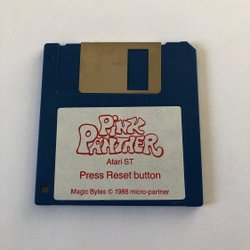 PINK
PANTHER
Atari ST
Press Reset button
Magic Bytes © 1988 micro-partner